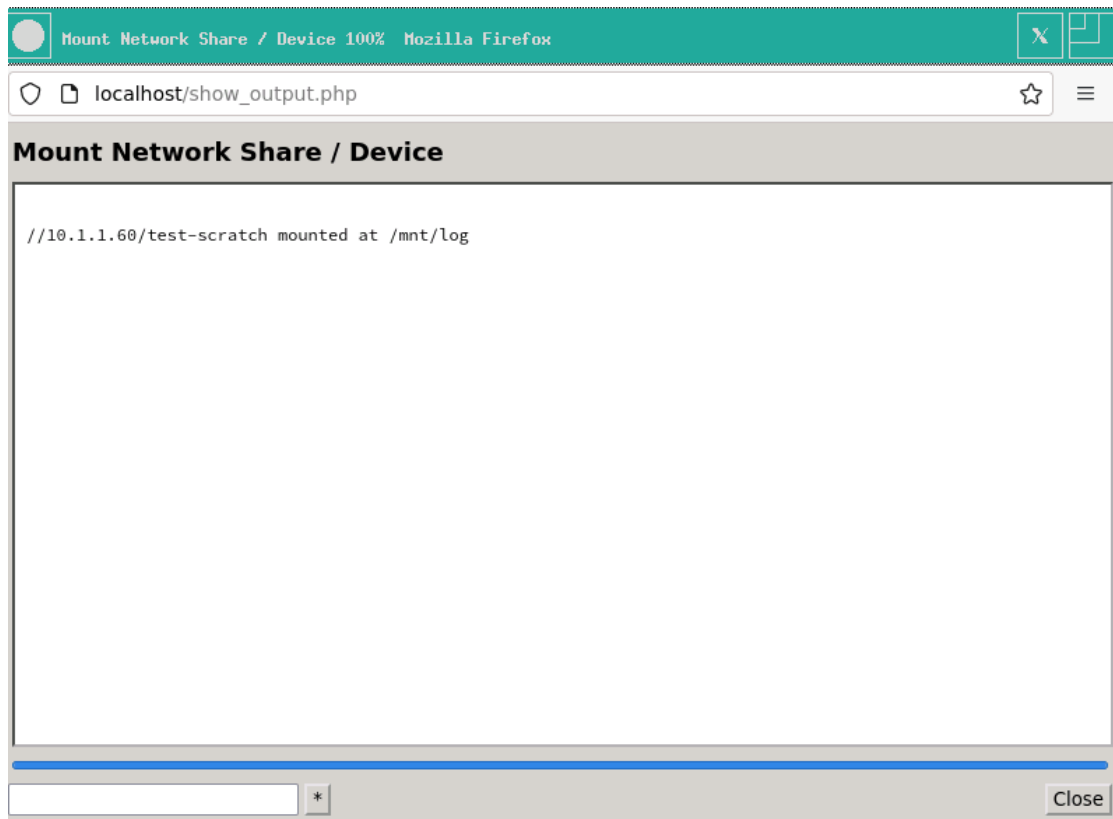 Mount Network Share / Device 100% Mozilla Firefox
X
localhost/show_output.php
Mount Network Share / Device
//10.1.1.60/test-scratch mounted at /mnt/log
*
Close